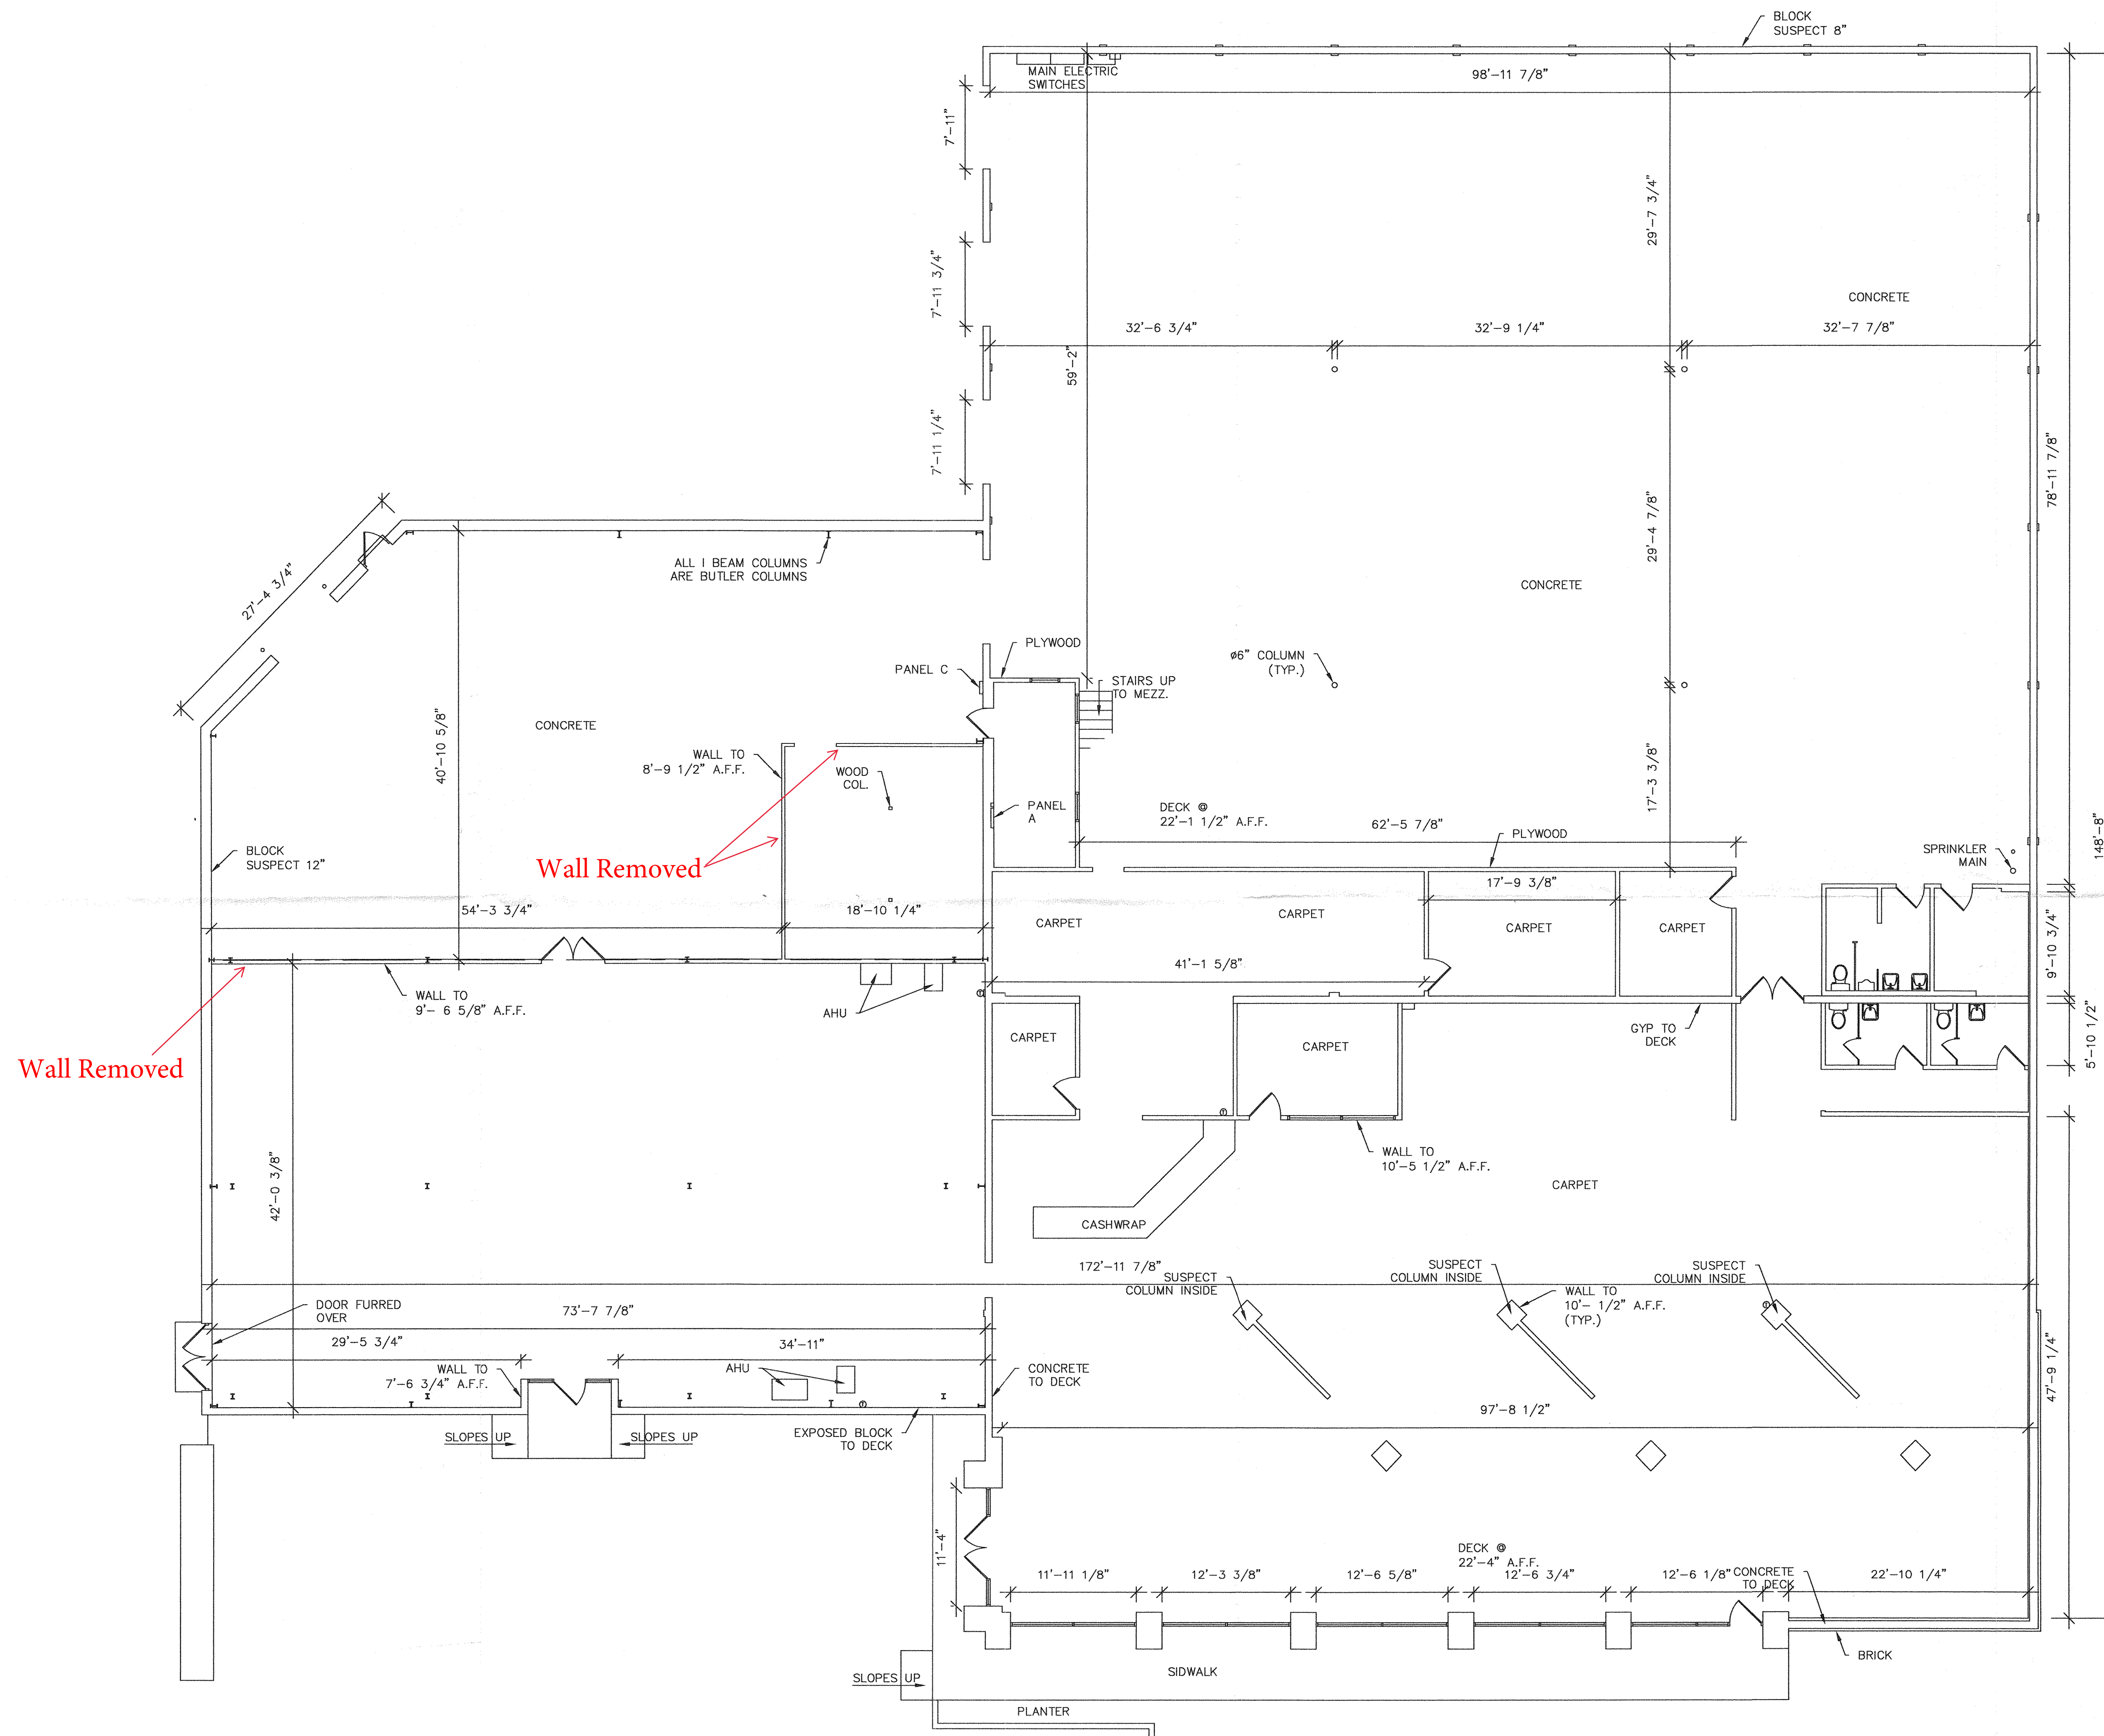 BLOCK
SUSPECT 8"
MAIN ELECTRIC
SWITCHES
98'-11 7/8"
7'-11"
29'-7 3/4"
7'-11 3/4"
CONCRETE
32'-6 3/4"
32'-9 1/4"
32'-7 7/8"
59'-2"
7'-11 1/4"
78'-11 7/8"
29'-4 7/8"
27'-4 3/4"
ALL I BEAM COLUMNS
ARE BUTLER COLUMNS
CONCRETE
PLYWOOD
PANEL C
Ø6" COLUMN
(TYP.)
STAIRS UP
TO MEZZ.
CONCRETE
40'-10 5/8"
WALL TO
8'-9 1/2" A.F.F.
WOOD
COL.
17'-3 3/8"
PANEL
A
DECK @
22'-1 1/2" A.F.F.
62'-5 7/8"
PLYWOOD
148'-8"
BLOCK
SUSPECT 12"
Wall Removed
SPRINKLER
MAIN
17'-9 3/8"
54'-3 3/4"
18'-10 1/4"
CARPET
CARPET
CARPET
CARPET
9'-10 3/4"
41'-1 5/8"
WALL TO
9'- 6 5/8" A.F.F.
AHU
Wall Removed
CARPET
CARPET
GYP TO
DECK
5'-10 1/2"
WALL TO
10'-5 1/2" A.F.F.
42'-0 3/8"
CARPET
CASHWRAP
172'-11 7/8"
SUSPECT
COLUMN INSIDE
SUSPECT
COLUMN INSIDE
SUSPECT
COLUMN INSIDE
WALL TO
10'- 1/2" A.F.F.
(TYP.)
DOOR FURRED
OVER
73'-7 7/8"
29'-5 3/4"
34'-11"
WALL TO
7'-6 3/4" A.F.F.
AHU
CONCRETE
TO DECK
47'-9 1/4"
97'-8 1/2"
SLOPES UP
SLOPES UP
EXPOSED BLOCK
TO DECK
11'-4"
DECK @
22'-4" A.F.F.
11'-11 1/8"
12'-3 3/8"
12'-6 5/8"
12'-6 3/4"
12'-6 1/8"
CONCRETE
TO DECK
22'-10 1/4"
BRICK
SIDWALK
SLOPES UP
PLANTER